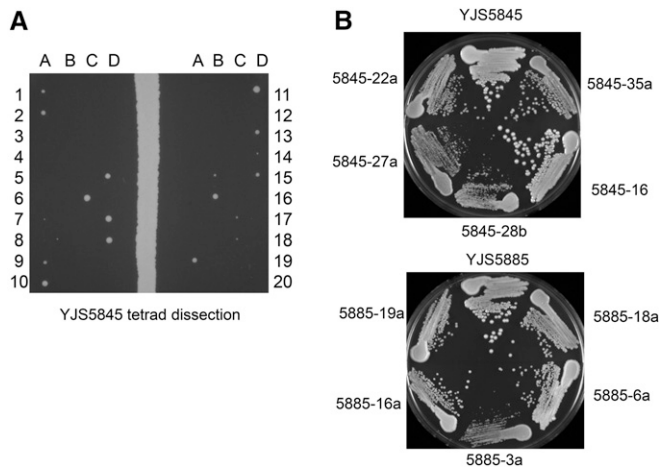 A
A B C D A B C D
1 11
2 12
3 13
4 14
5 15
6 16
7 17
8 18
9 19
10 20
YJS5845 tetrad dissection
B
YJS5845
5845-22a
5845-35a
5845-27a
5845-16
5845-28b
YJS5885
5885-19a
5885-18a
5885-16a
5885-6a
5885-3a